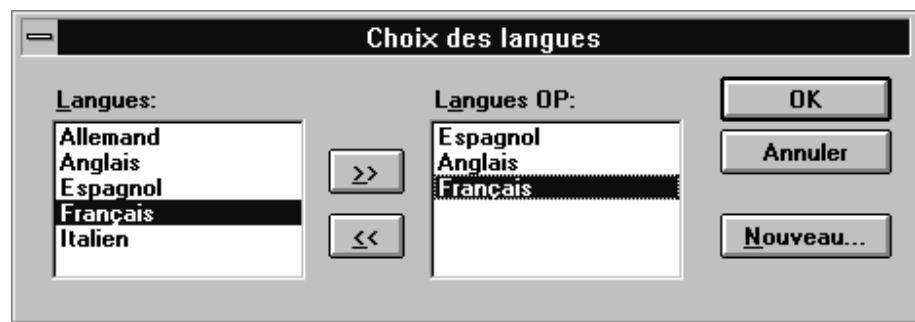 Choix des langues
Langues:
Allemand
Anglais
Espagnol
Français
Italien
>>
<<
Langues OP:
Espagnol
Anglais
Français
OK
Annuler
Nouveau...